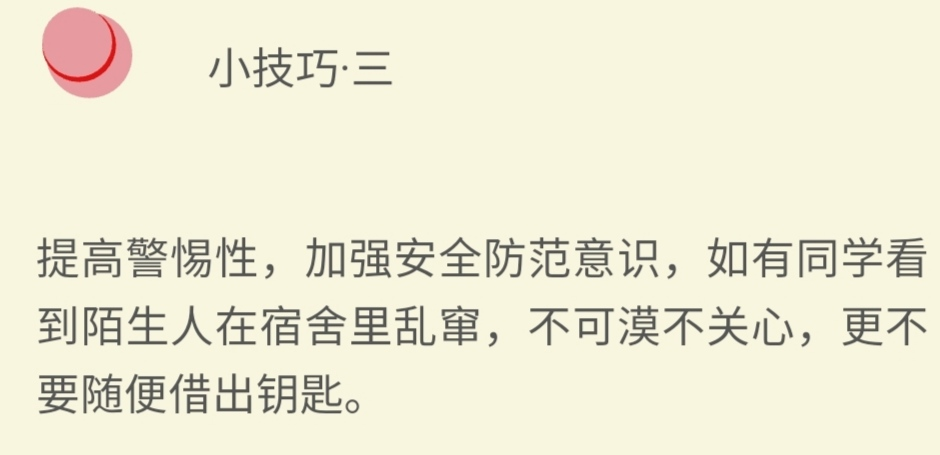 小技巧·三
提高警惕性，加强安全防范意识，如有同学看
到陌生人在宿舍里乱窜，不可漠不关心，更不
要随便借出钥匙。